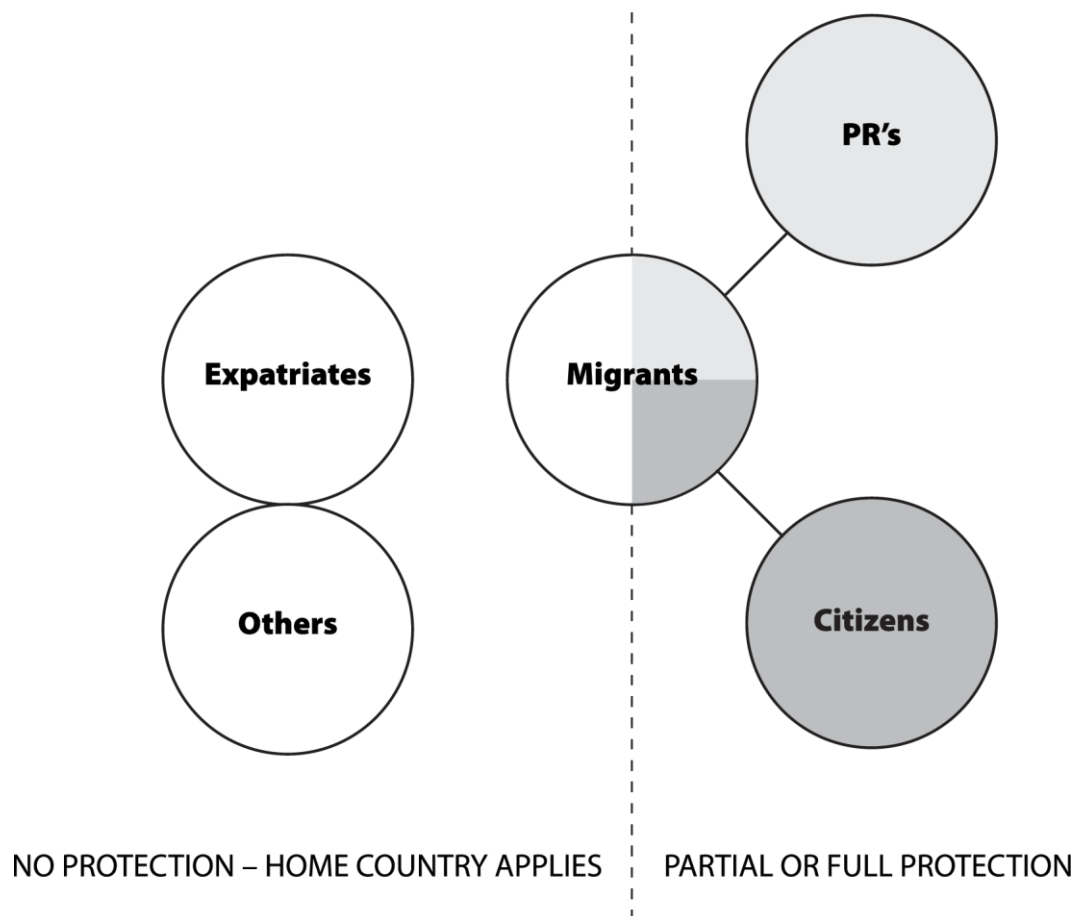 PR's
Expatriates
Migrants
Others
Citizens
NO PROTECTION – HOME COUNTRY APPLIES
PARTIAL OR FULL PROTECTION